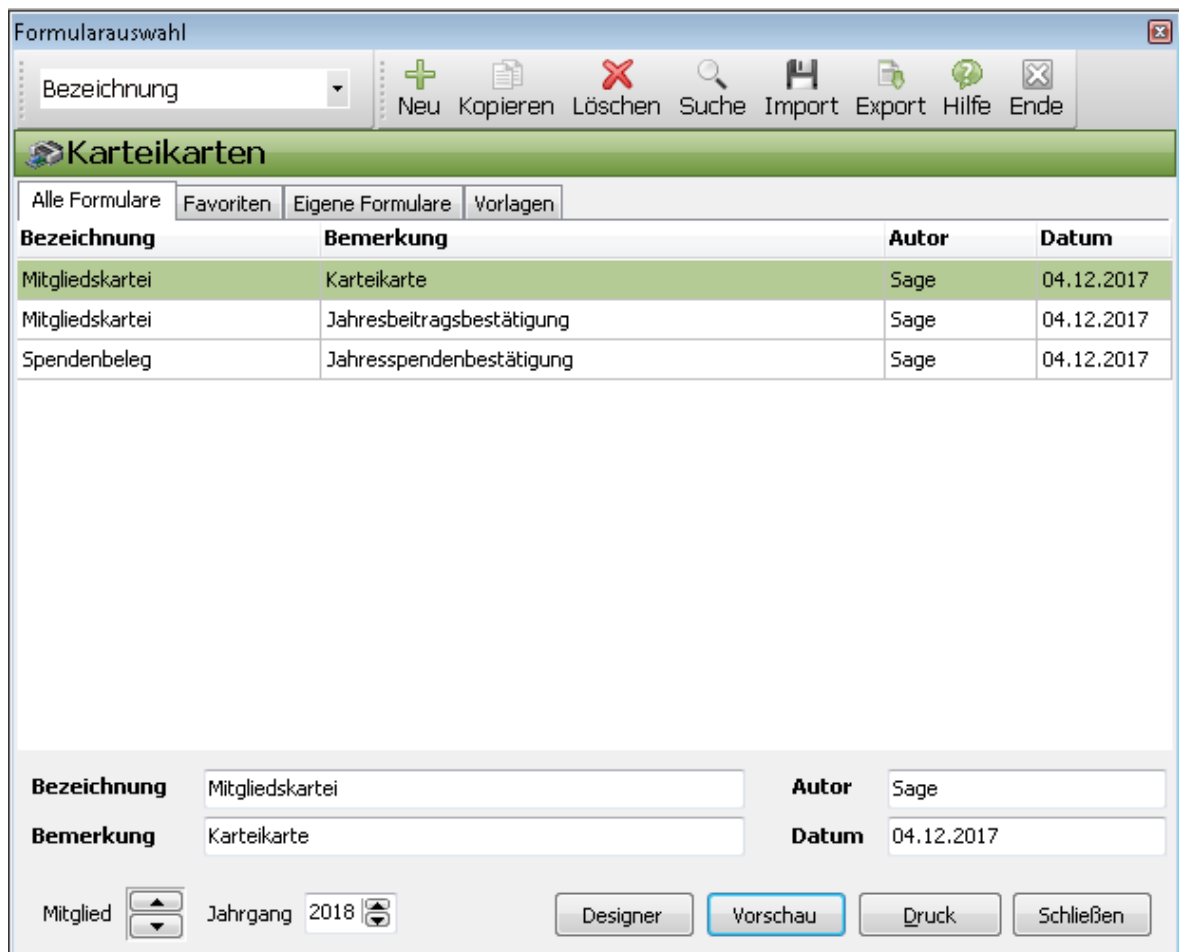 Formularauswahl
Bezeichnung
Neu Kopieren Löschen Suche Import Export Hilfe Ende
Karteikarten
Alle Formulare Favoriten Eigene Formulare Vorlagen
Bezeichnung Bemerkung Autor Datum
Mitgliedskartei Karteikarte Sage 04.12.2017
Mitgliedskartei Jahresbeitragsbestätigung Sage 04.12.2017
Spendenbeleg Jahresspendenbestätigung Sage 04.12.2017
Bezeichnung Mitgliedskartei Autor Sage
Bemerkung Karteikarte Datum 04.12.2017
Mitglied Jahrgang 2018 Designer Vorschau Druck Schließen